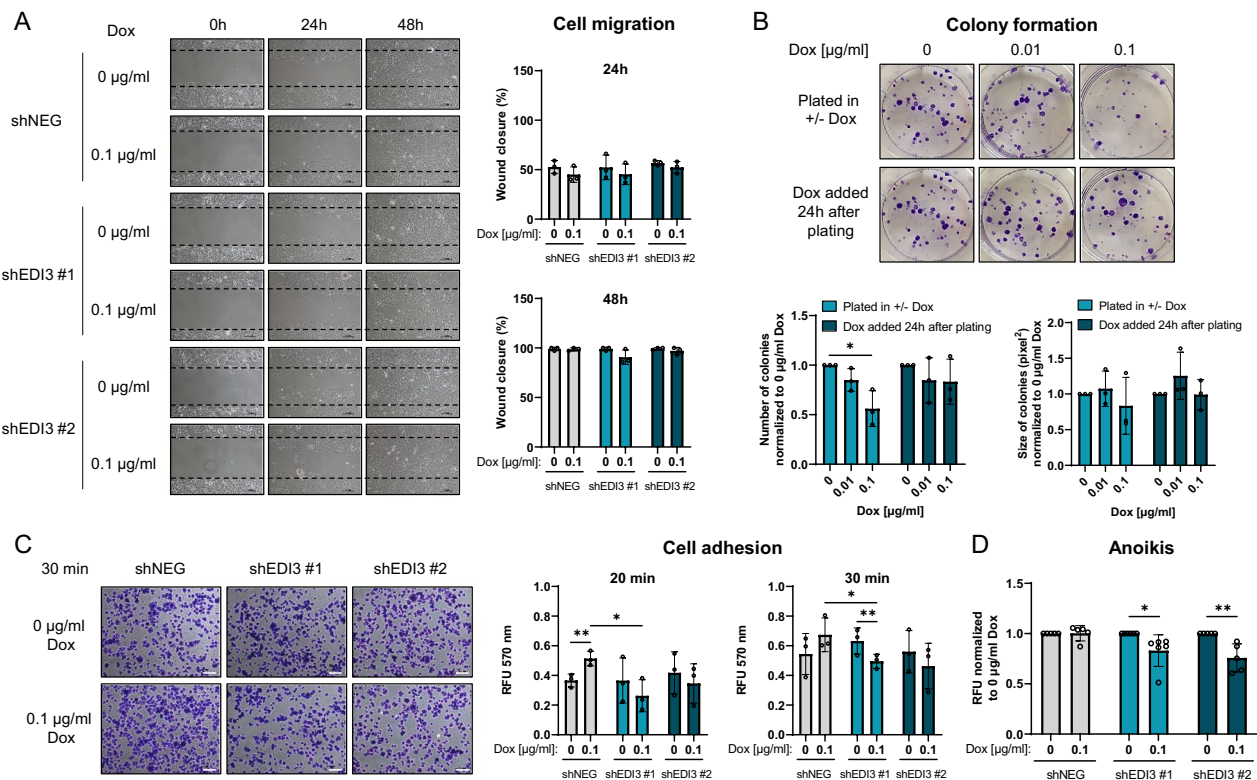 A
Dox
0h
24h
48h
shNEG
0 µg/ml
0.1 µg/ml
shEDI3 #1
0 µg/ml
0.1 µg/ml
shEDI3 #2
0 µg/ml
0.1 µg/ml
Cell migration
24h
Wound closure (%)
150
100
50
0
Dox [µg/ml]:
0 0.1 0 0.1 0 0.1
shNEG shEDI3 #1 shEDI3 #2
48h
Wound closure (%)
150
100
50
0
Dox [µg/ml]:
0 0.1 0 0.1 0 0.1
shNEG shEDI3 #1 shEDI3 #2
B
Colony formation
Dox [µg/ml]
0 0.01 0.1
Plated in
+/- Dox
Dox added
24h after
plating
Plated in +/- Dox
Dox added 24h after plating
Number of colonies
normalized to 0 µg/ml Dox
1.5
1.0
0.5
0.0
*
0 0.01 0.1 0 0.01 0.1
Dox [µg/ml]
Plated in +/- Dox
Dox added 24h after plating
Size of colonies (pixel²)
normalized to 0 µg/ml Dox
2.0
1.5
1.0
0.5
0.0
0 0.01 0.1 0 0.01 0.1
Dox [µg/ml]
C
30 min
shNEG
shEDI3 #1
shEDI3 #2
0 µg/ml
Dox
0.1 µg/ml
Dox
Cell adhesion
20 min
RFU 570 nm
1.0
0.8
0.6
0.4
0.2
0.0
**
*
Dox [µg/ml]:
0 0.1 0 0.1 0 0.1
shNEG shEDI3 #1 shEDI3 #2
30 min
RFU 570 nm
1.0
0.8
0.6
0.4
0.2
0.0
*
**
Dox [µg/ml]:
0 0.1 0 0.1 0 0.1
shNEG shEDI3 #1 shEDI3 #2
D
Anoikis
RFU normalized
to 0 µg/ml Dox
1.5
1.0
0.5
0.0
*
**
Dox [µg/ml]:
0 0.1 0 0.1 0 0.1
shNEG shEDI3 #1 shEDI3 #2